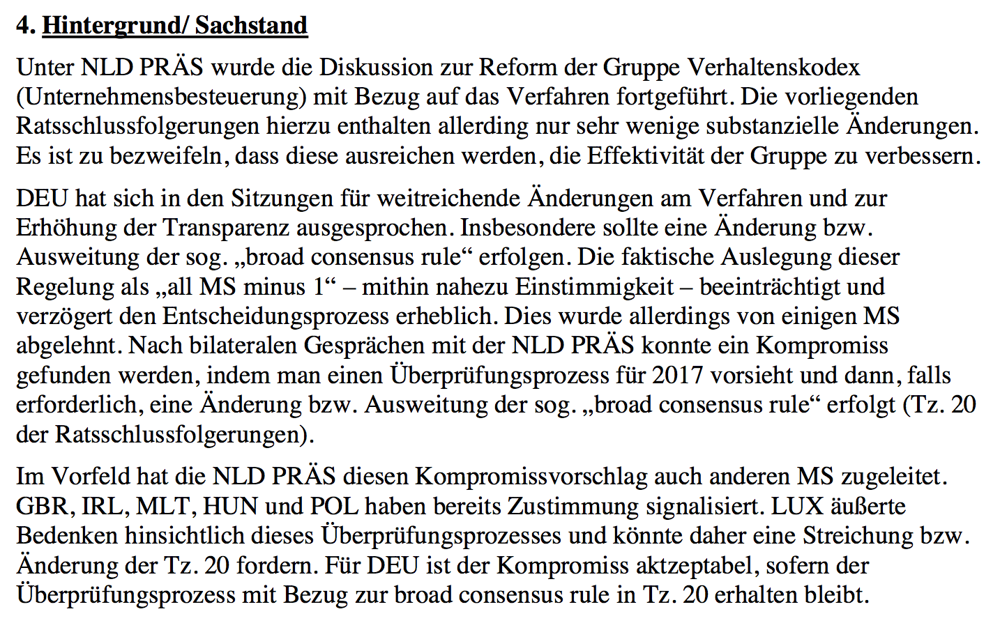 4. Hintergrund/ Sachstand
Unter NLD PRÄS wurde die Diskussion zur Reform der Gruppe Verhaltenskodex
(Unternehmensbesteuerung) mit Bezug auf das Verfahren fortgeführt. Die vorliegenden
Ratsschlussfolgerungen hierzu enthalten allerding nur sehr wenige substanzielle Änderungen.
Es ist zu bezweifeln, dass diese ausreichen werden, die Effektivität der Gruppe zu verbessern.
DEU hat sich in den Sitzungen für weitreichende Änderungen am Verfahren und zur
Erhöhung der Transparenz ausgesprochen. Insbesondere sollte eine Änderung bzw.
Ausweitung der sog. „broad consensus rule“ erfolgen. Die faktische Auslegung dieser
Regelung als „all MS minus 1“ – mithin nahezu Einstimmigkeit – beeinträchtigt und
verzögert den Entscheidungsprozess erheblich. Dies wurde allerdings von einigen MS
abgelehnt. Nach bilateralen Gesprächen mit der NLD PRÄS konnte ein Kompromiss
gefunden werden, indem man einen Überprüfungsprozess für 2017 vorsieht und dann, falls
erforderlich, eine Änderung bzw. Ausweitung der sog. „broad consensus rule“ erfolgt (Tz. 20
der Ratsschlussfolgerungen).
Im Vorfeld hat die NLD PRÄS diesen Kompromissvorschlag auch anderen MS zugeleitet.
GBR, IRL, MLT, HUN und POL haben bereits Zustimmung signalisiert. LUX äußerte
Bedenken hinsichtlich dieses Überprüfungsprozesses und könnte daher eine Streichung bzw.
Änderung der Tz. 20 fordern. Für DEU ist der Kompromiss aktzeptabel, sofern der
Überprüfungsprozess mit Bezug zur broad consensus rule in Tz. 20 erhalten bleibt.